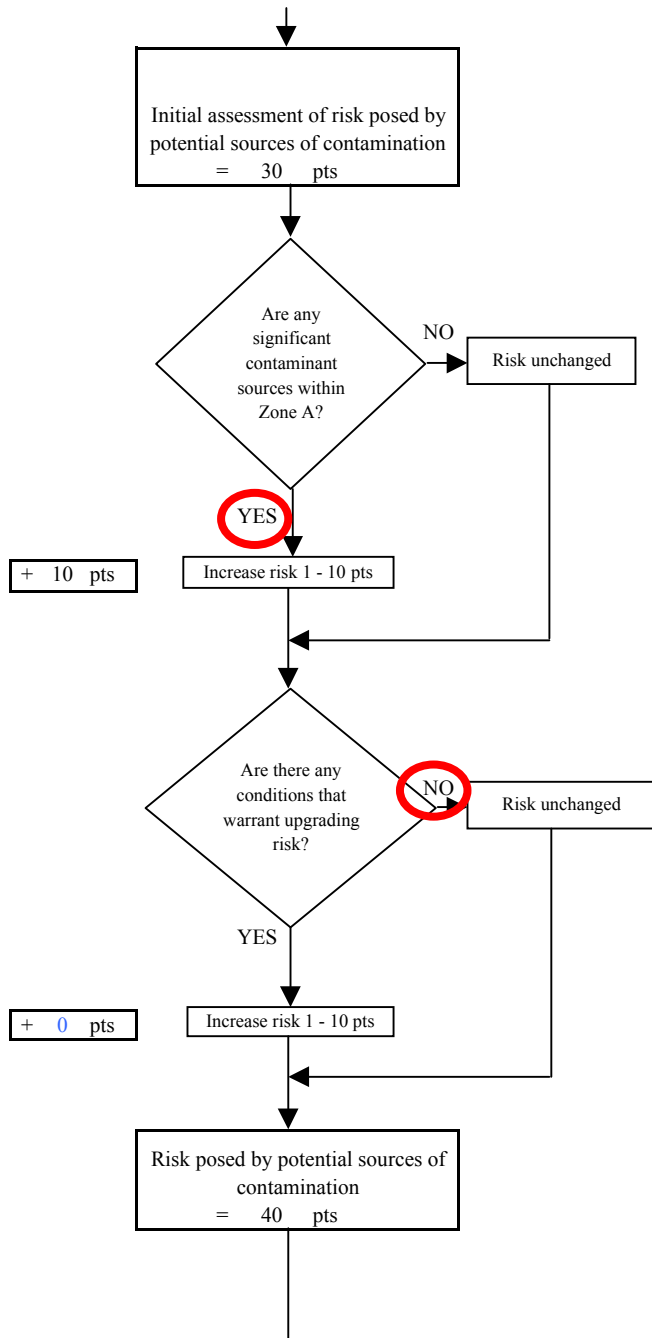 Initial assessment of risk posed by
potential sources of contamination
= 30 pts
Are any
significant
contaminant
sources within
Zone A?
NO
Risk unchanged
YES
+ 10 pts
Increase risk 1 - 10 pts
Are there any
conditions that
warrant upgrading
risk?
NO
Risk unchanged
YES
+ 0 pts
Increase risk 1 - 10 pts
Risk posed by potential sources of
contamination
= 40 pts